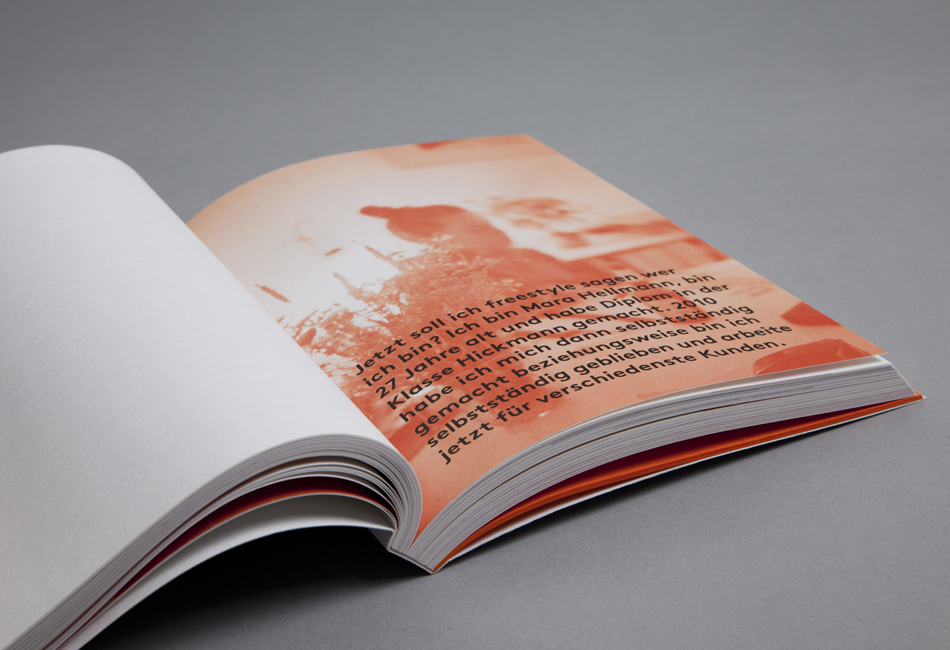 Jetzt soll ich freestyle sagen wer
ich bin? Ich bin Mara Hellmann, bin
27 Jahre alt und habe Diplom in der
Klasse Hickmann gemacht. 2010
habe ich mich dann selbstständig
gemacht beziehungsweise bin ich
selbstständig geblieben und arbeite
jetzt für verschiedenste Kunden.